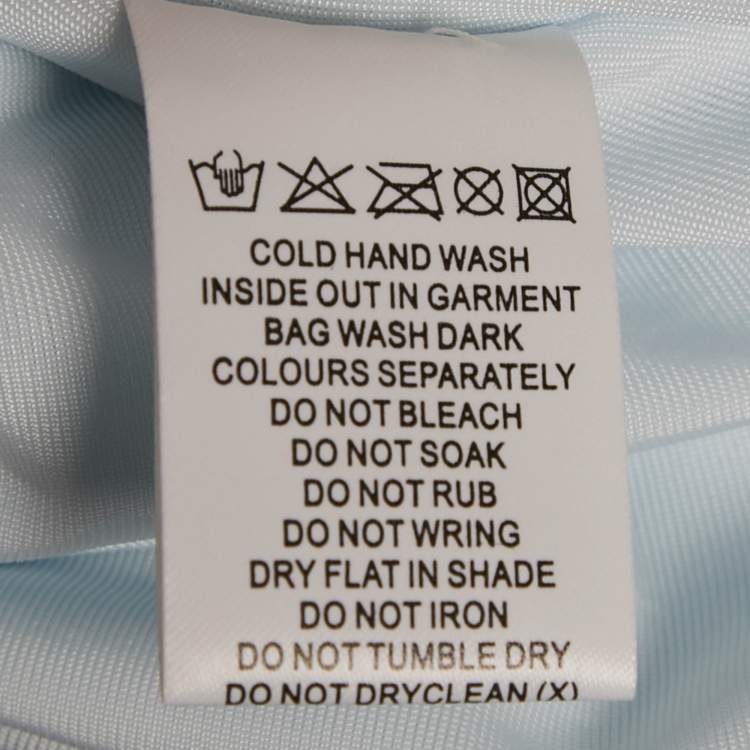 COLD HAND WASH
INSIDE OUT IN GARMENT
BAG WASH DARK
COLOURS SEPARATELY
DO NOT BLEACH
DO NOT SOAK
DO NOT RUB
DO NOT WRING
DRY FLAT IN SHADE
DO NOT IRON
DO NOT TUMBLE DRY
DO NOT DRYCLEAN (X)